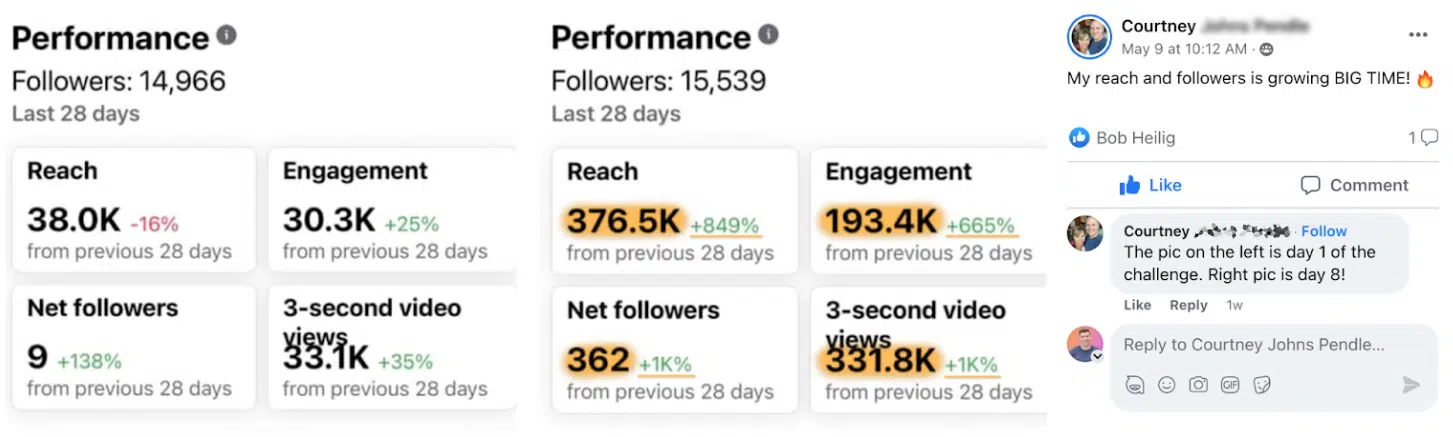 Performance
Followers: 14,966
Last 28 days
Reach
38.0K -16%
from previous 28 days
Engagement
30.3K +25%
from previous 28 days
Net followers
9 +138%
from previous 28 days
3-second video
views
33.1K +35%
from previous 28 days
Performance
Followers: 15,539
Last 28 days
Reach
376.5K +849%
from previous 28 days
Engagement
193.4K +665%
from previous 28 days
Net followers
362 +1K%
from previous 28 days
3-second video
views
331.8K +1K%
from previous 28 days
Courtney
May 9 at 10:12 AM ·
My reach and followers is growing BIG TIME! 🔥
Bob Heilig
1
Like
Comment
Courtney · Follow
The pic on the left is day 1 of the
challenge. Right pic is day 8!
Like Reply 1w
Reply to Courtney Johns Pendle...
GIF